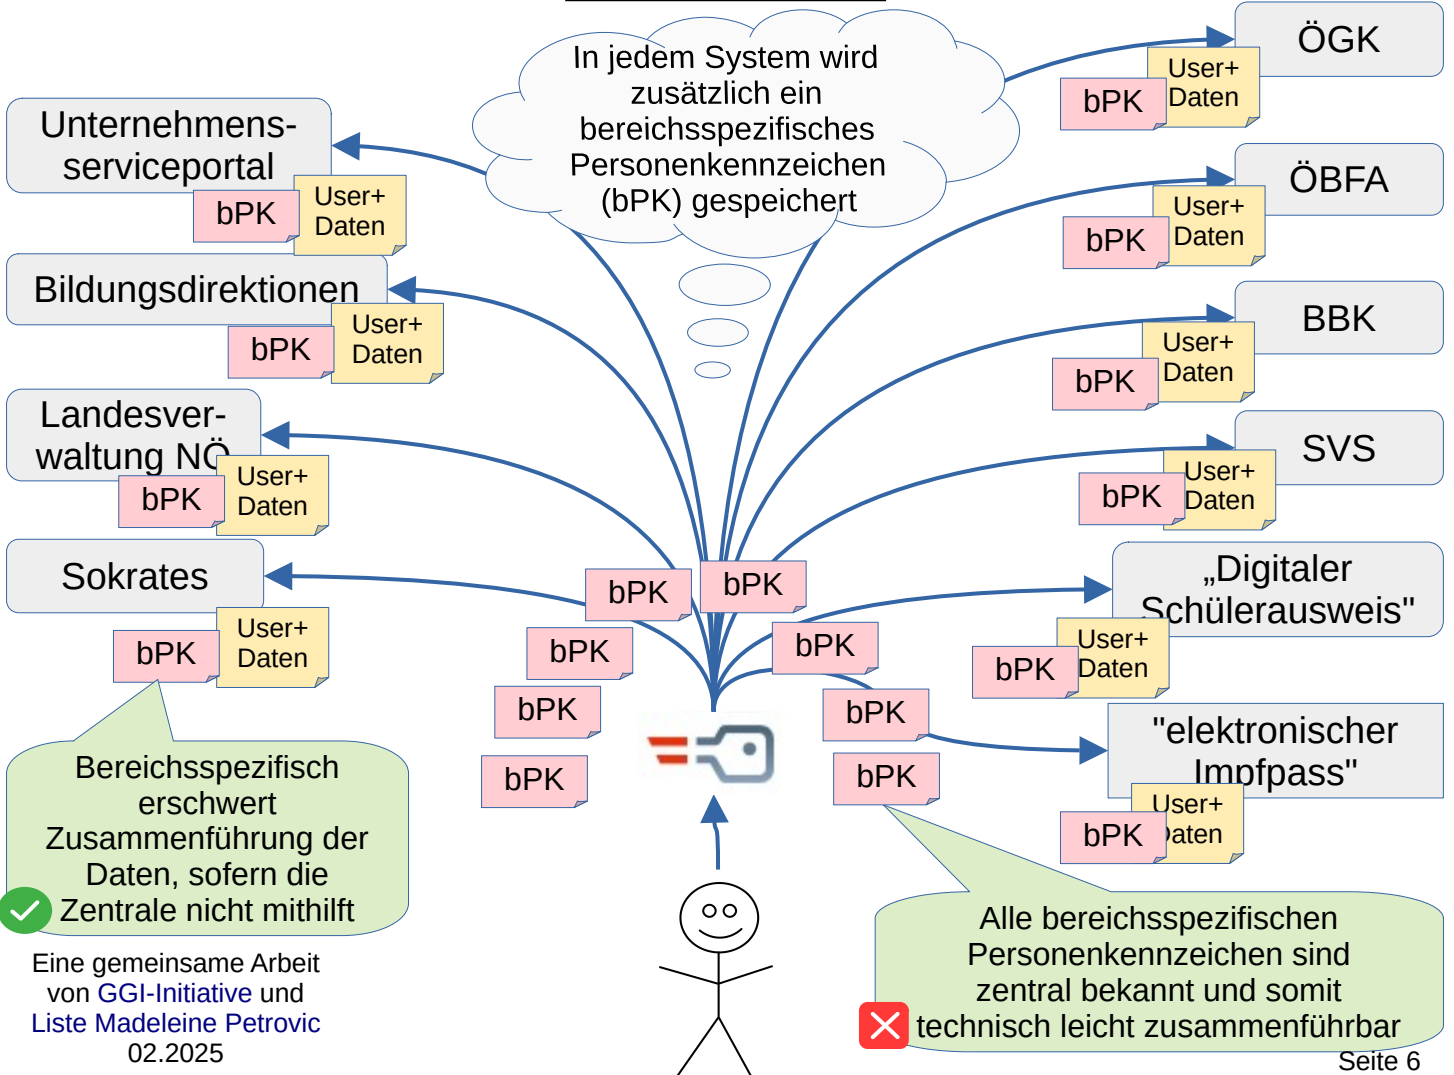 In jedem System wird
zusätzlich ein
bereichsspezifisches
Personenkennzeichen
(bPK) gespeichert
Unternehmens-
serviceportal
bPK
User+
Daten
Bildungsdirektionen
bPK
User+
Daten
Landesver-
waltung NÖ
bPK
User+
Daten
Sokrates
bPK
User+
Daten
ÖGK
bPK
User+
Daten
ÖBFA
bPK
User+
Daten
BBK
bPK
User+
Daten
SVS
bPK
User+
Daten
„Digitaler
Schülerausweis"
bPK
User+
Daten
"elektronischer
Impfpass"
bPK
User+
Daten
bPK
bPK
bPK
bPK
bPK
bPK
bPK
bPK
Bereichsspezifisch
erschwert
Zusammenführung der
Daten, sofern die
Zentrale nicht mithilft
Alle bereichsspezifischen
Personenkennzeichen sind
zentral bekannt und somit
technisch leicht zusammenführbar
Eine gemeinsame Arbeit
von GGI-Initiative und
Liste Madeleine Petrovic
02.2025
Seite 6